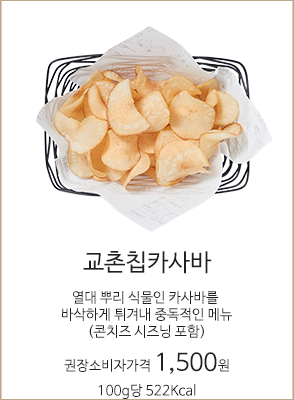 교촌칩카사바
열대 뿌리 식물인 카사바를
바삭하게 튀겨내 중독적인 메뉴
(콘치즈 시즈닝 포함)
권장소비자가격 1,500원
100g당 522Kcal